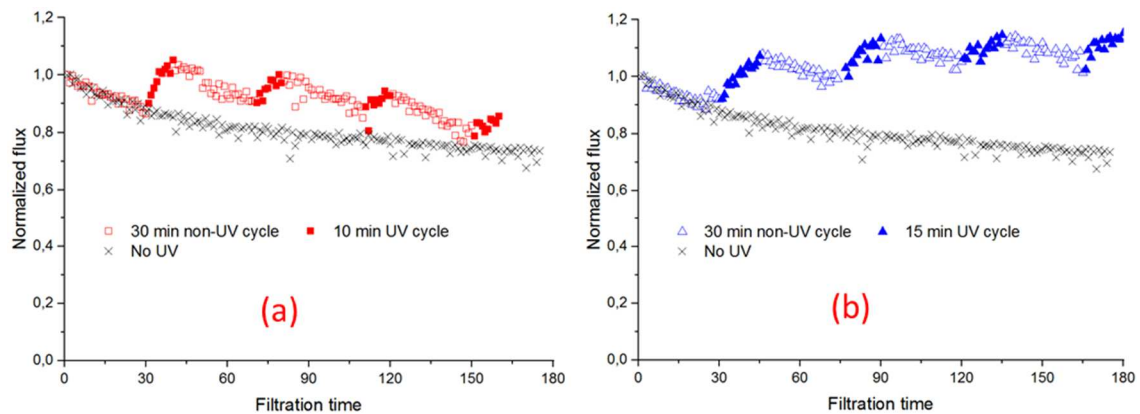 1,2
1,0
0,8
0,6
0,4
0,2
0,0
Normalized flux
30 min non-UV cycle
10 min UV cycle
No UV
(a)
0
30
60
90
120
150
180
Filtration time
1,2
1,0
0,8
0,6
0,4
0,2
0,0
Normalized flux
30 min non-UV cycle
15 min UV cycle
No UV
(b)
0
30
60
90
120
150
180
Filtration time